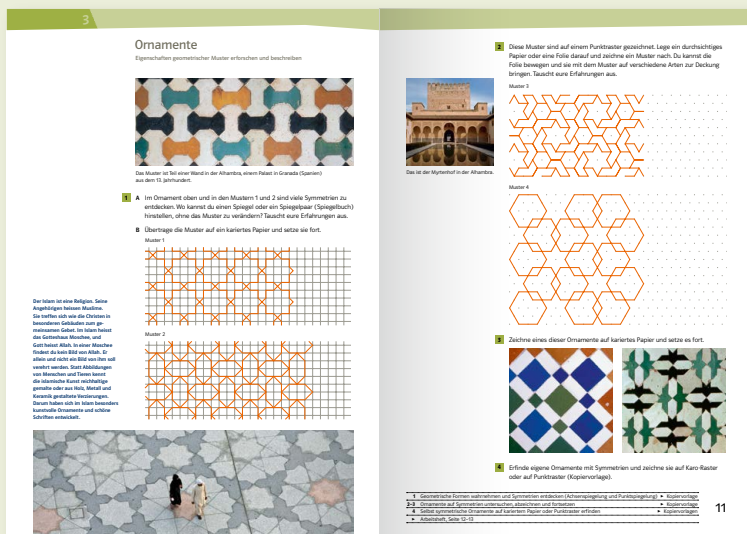 3
Ornamente
Eigenschaften geometrischer Muster erforschen und beschreiben
Das Muster ist Teil einer Wand in der Alhambra, einem Palast in Granada (Spanien)
aus dem 13. Jahrhundert.
1 A Im Ornament oben und in den Mustern 1 und 2 sind viele Symmetrien zu
entdecken. Wo kannst du einen Spiegel oder ein Spiegelpaar (Spiegelbuch)
hinstellen, ohne das Muster zu verändern? Tauscht eure Erfahrungen aus.
B Übertrage die Muster auf ein kariertes Papier und setze sie fort.
Muster 1
Muster 2
Der Islam ist eine Religion. Seine
Angehörigen heissen Muslime.
Sie treffen sich wie die Christen in
besonderen Gebäuden zum ge-
meinsamen Gebet. Im Islam heisst
das Gotteshaus Moschee, und
Gott heisst Allah. In einer Moschee
findest du kein Bild von Allah. Er
allein und nicht ein Bild von ihm soll
verehrt werden. Statt Abbildungen
von Menschen und Tieren kennt
die islamische Kunst reichhaltige
gemalte oder aus Holz, Metall und
Keramik gestaltete Verzierungen.
Darum haben sich im Islam besonders
kunstvolle Ornamente und schöne
Schriften entwickelt.
2 Diese Muster sind auf einem Punktraster gezeichnet. Lege ein durchsichtiges
Papier oder eine Folie darauf und zeichne ein Muster nach. Du kannst die
Folie bewegen und sie mit dem Muster auf verschiedene Arten zur Deckung
bringen. Tauscht eure Erfahrungen aus.
Muster 3
Das ist der Myrtenhof in der Alhambra.
Muster 4
3 Zeichne eines dieser Ornamente auf kariertes Papier und setze es fort.
4 Erfinde eigene Ornamente mit Symmetrien und zeichne sie auf Karo-Raster
oder auf Punktraster (Kopiervorlage).
1 Geometrische Formen wahrnehmen und Symmetrien entdecken (Achsenspiegelung und Punktspiegelung) ► Kopiervorlage
2–3 Ornamente auf Symmetrien untersuchen, abzeichnen und fortsetzen ► Kopiervorlage
4 Selbst symmetrische Ornamente auf kariertem Papier oder Punktraster erfinden ► Kopiervorlagen
► Arbeitsheft, Seite 12–13
11